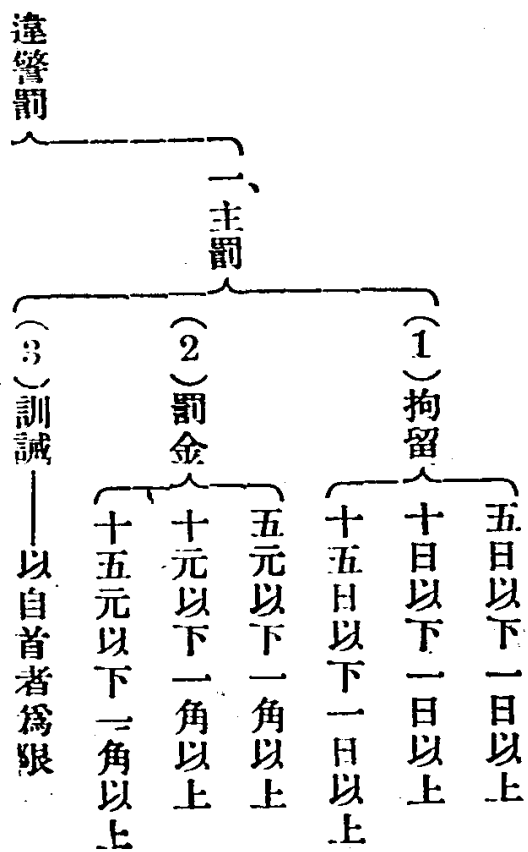 違警罰
一、主罰
(1)拘留
五日以下一日以上
十日以下一日以上
十五日以下一日以上
(2)罰金
五元以下一角以上
十元以下一角以上
十五元以下一角以上
(3)訓誡——以自首者爲限